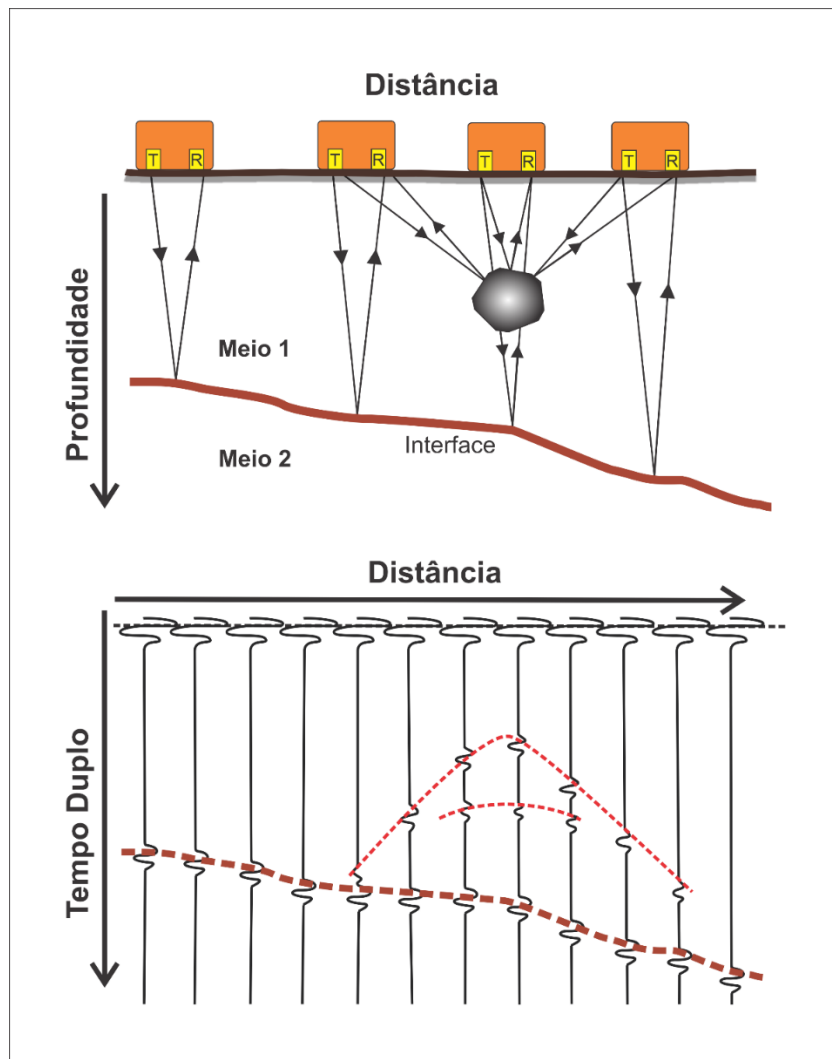 Distância
T R T R T R T R
Profundidade
Meio 1
Interface
Meio 2
Distância
Tempo Duplo